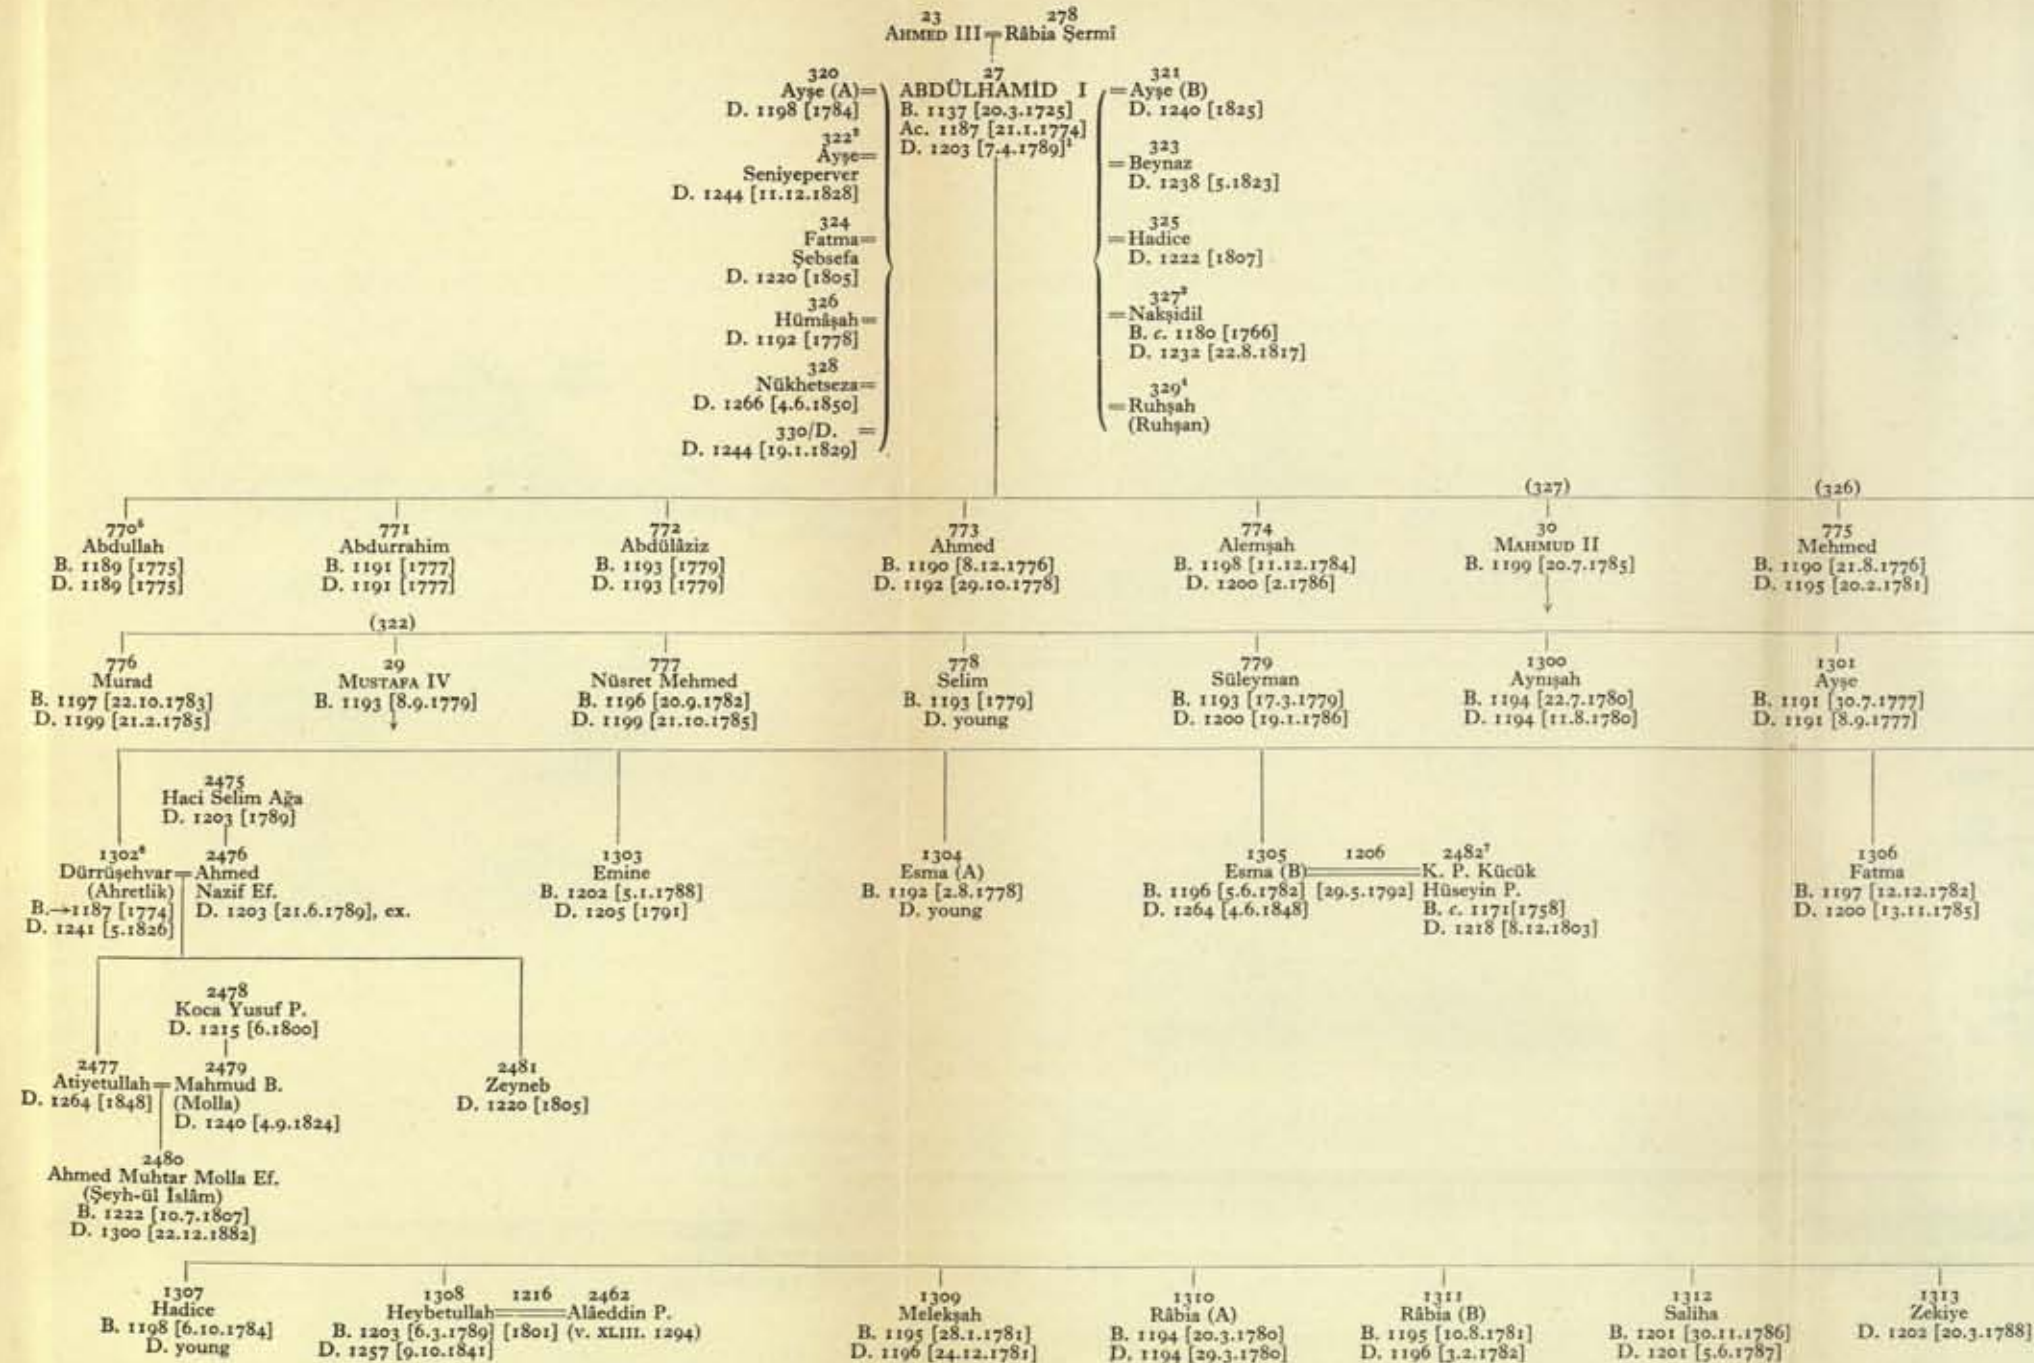 23 278
AHMED III Râbia Şermî
320
Ayşe (A)=
D. 1198 [1784]
322²
Ayşe=
Seniyeperver
D. 1244 [11.12.1828]
324
Fatma=
Şebsefa
D. 1220 [1805]
326
Hümâşah=
D. 1192 [1778]
328
Nükhetseza=
D. 1266 [4.6.1850]
330/D. =
D. 1244 [19.1.1829]
27
ABDÜLHAMİD I
B. 1137 [20.3.1725]
Ac. 1187 [21.1.1774]
D. 1203 [7.4.1789]¹
321
=Ayşe (B)
D. 1240 [1825]
323
=Beynaz
D. 1238 [5.1823]
325
=Hadice
D. 1222 [1807]
327³
=Nakşidil
B. c. 1180 [1766]
D. 1232 [22.8.1817]
329⁴
=Ruhşah
(Ruhşan)
770⁵
Abdullah
B. 1189 [1775]
D. 1189 [1775]
771
Abdurrahim
B. 1191 [1777]
D. 1191 [1777]
772
Abdülâziz
B. 1193 [1779]
D. 1193 [1779]
773
Ahmed
B. 1190 [8.12.1776]
D. 1192 [29.10.1778]
774
Alemşah
B. 1198 [11.12.1784]
D. 1200 [2.1786]
(327)
30
MAHMUD II
B. 1199 [20.7.1785]
(326)
775
Mehmed
B. 1190 [21.8.1776]
D. 1195 [20.2.1781]
776
Murad
B. 1197 [22.10.1783]
D. 1199 [21.2.1785]
(322)
29
MUSTAFA IV
B. 1193 [8.9.1779]
777
Nüsret Mehmed
B. 1196 [20.9.1782]
D. 1199 [21.10.1785]
778
Selim
B. 1193 [1779]
D. young
779
Süleyman
B. 1193 [17.3.1779]
D. 1200 [19.1.1786]
1300
Aynışah
B. 1194 [22.7.1780]
D. 1194 [11.8.1780]
1301
Ayşe
B. 1191 [30.7.1777]
D. 1191 [8.9.1777]
2475
Haci Selim Ağa
D. 1203 [1789]
1302⁶
Dürrüşehvar
(Ahretlik)
B.→1187 [1774]
D. 1241 [5.1826]
2476
Ahmed
Nazif Ef.
D. 1203 [21.6.1789], ex.
1303
Emine
B. 1202 [5.1.1788]
D. 1205 [1791]
1304
Esma (A)
B. 1192 [2.8.1778]
D. young
1305
Esma (B)
B. 1196 [5.6.1782]
D. 1264 [4.6.1848]
1206
[29.5.1792]
2482⁷
K. P. Kücük
Hüseyin P.
B. c. 1171[1758]
D. 1218 [8.12.1803]
1306
Fatma
B. 1197 [12.12.1782]
D. 1200 [13.11.1785]
2478
Koca Yusuf P.
D. 1215 [6.1800]
2477
Atiyetullah
D. 1264 [1848]
2479
Mahmud B.
(Molla)
D. 1240 [4.9.1824]
2481
Zeyneb
D. 1220 [1805]
2480
Ahmed Muhtar Molla Ef.
(Şeyh-ül İslâm)
B. 1222 [10.7.1807]
D. 1300 [22.12.1882]
1307
Hadice
B. 1198 [6.10.1784]
D. young
1308
Heybetullah
B. 1203 [6.3.1789]
D. 1257 [9.10.1841]
1216
[1801]
2462
Alâeddin P.
(v. XLIII. 1294)
1309
Melekşah
B. 1195 [28.1.1781]
D. 1196 [24.12.1781]
1310
Râbia (A)
B. 1194 [20.3.1780]
D. 1194 [29.3.1780]
1311
Râbia (B)
B. 1195 [10.8.1781]
D. 1196 [3.2.1782]
1312
Saliha
B. 1201 [30.11.1786]
D. 1201 [5.6.1787]
1313
Zekiye
D. 1202 [20.3.1788]